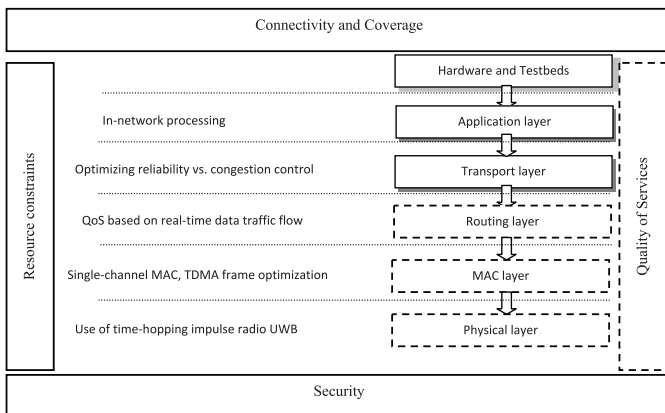 Connectivity and Coverage
Resource constraints
Hardware and Testbeds
In-network processing
Application layer
Optimizing reliability vs. congestion control
Transport layer
QoS based on real-time data traffic flow
Routing layer
Single-channel MAC, TDMA frame optimization
MAC layer
Use of time-hopping impulse radio UWB
Physical layer
Quality of Services
Security